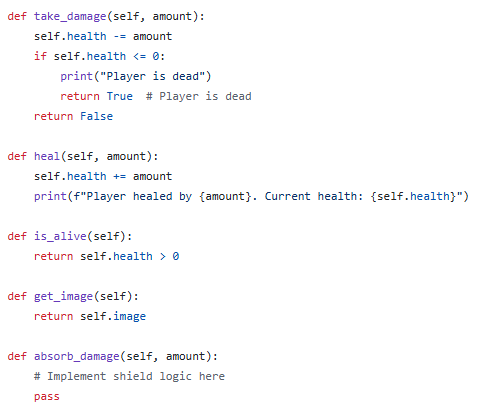 def take_damage(self, amount):
    self.health -= amount
    if self.health <= 0:
        print("Player is dead")
        return True  # Player is dead
    return False

def heal(self, amount):
    self.health += amount
    print(f"Player healed by {amount}. Current health: {self.health}")

def is_alive(self):
    return self.health > 0

def get_image(self):
    return self.image

def absorb_damage(self, amount):
    # Implement shield logic here
    pass